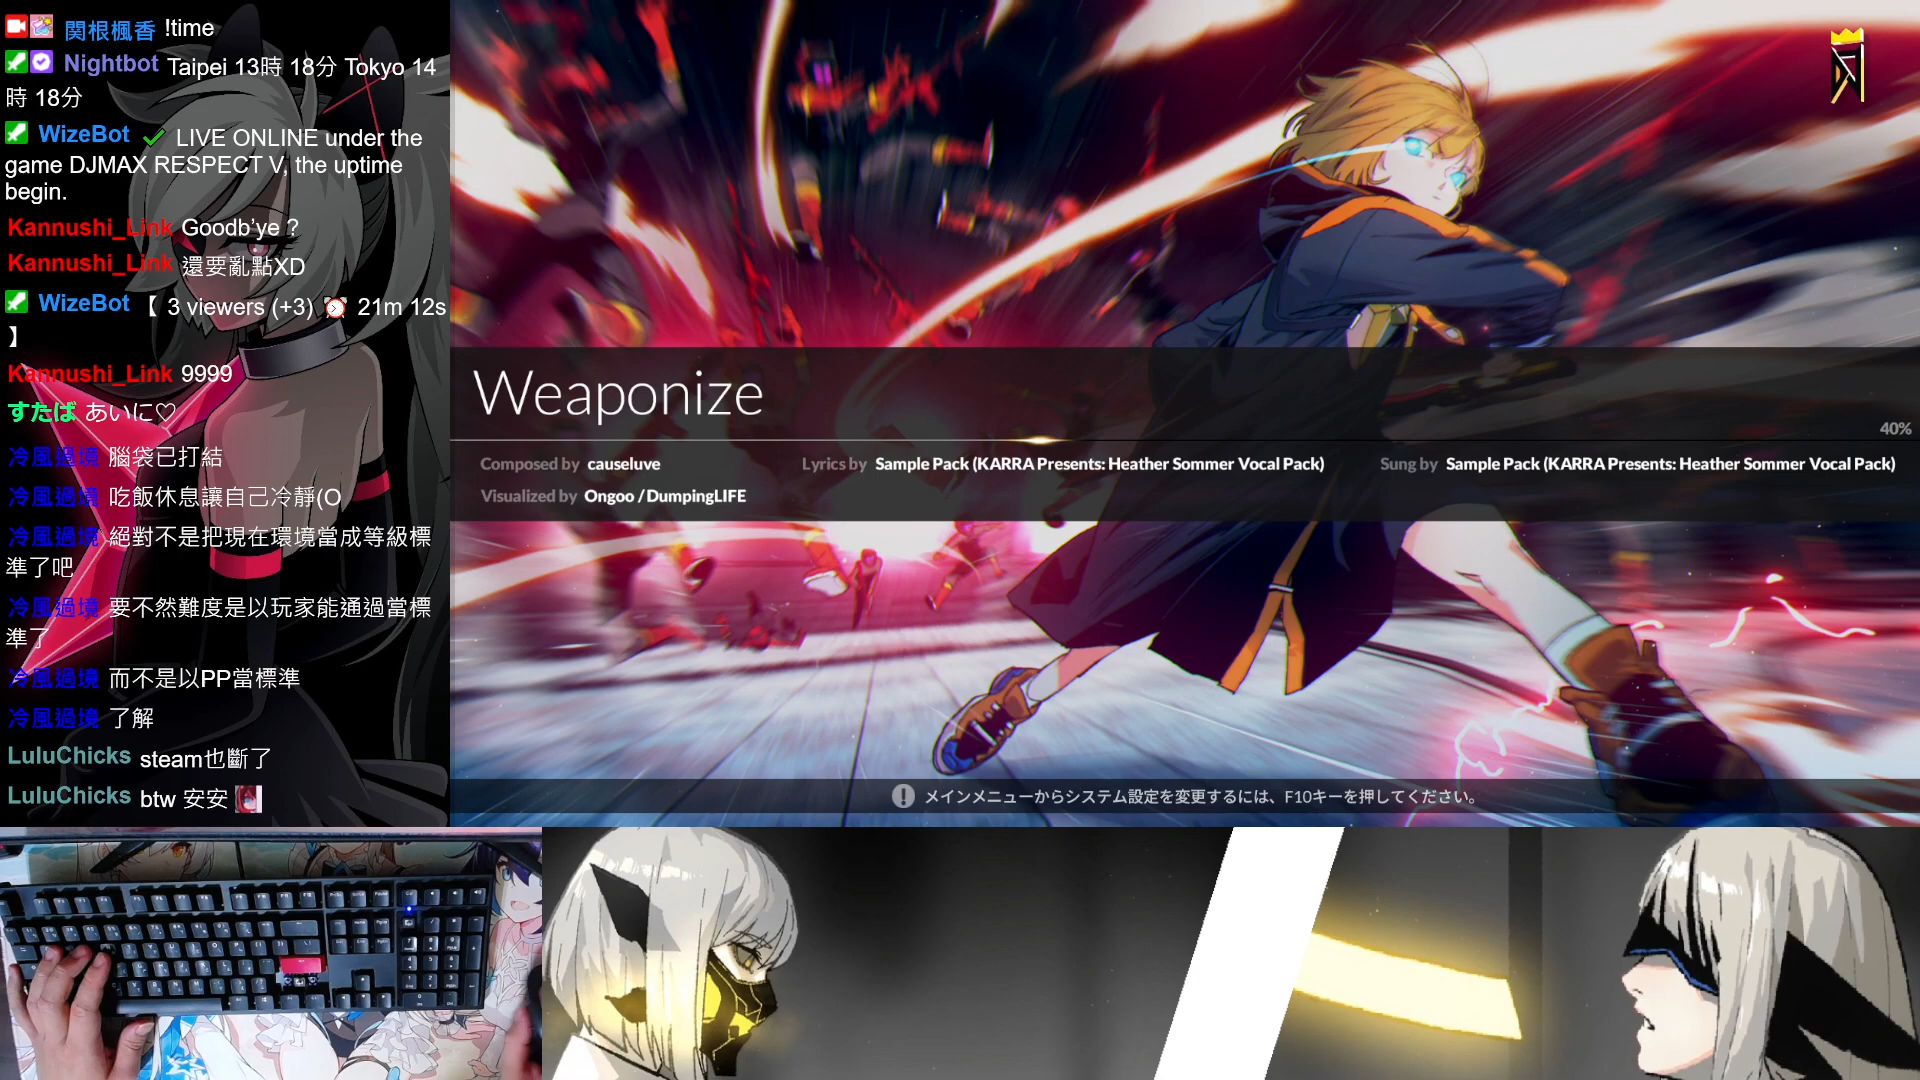 関根楓香 !time
Nightbot Taipei 13時 18分 Tokyo 14
時 18分
WizeBot LIVE ONLINE under the
game DJMAX RESPECT V, the uptime
begin.
Kannushi_Link Goodb'ye ?
Kannushi_Link 還要亂點XD
WizeBot 【 3 viewers (+3) ⏰ 21m 12s
】
Kannushi_Link 9999
すたば あいに♡
冷風過境 腦袋已打結
冷風過境 吃飯休息讓自己冷靜(O
冷風過境 絕對不是把現在環境當成等級標
準了吧
冷風過境 要不然難度是以玩家能通過當標
準了
冷風過境 而不是以PP當標準
冷風過境 了解
LuluChicks steam也斷了
LuluChicks btw 安安
Weaponize
40%
Composed by causeluve
Lyrics by Sample Pack (KARRA Presents: Heather Sommer Vocal Pack)
Sung by Sample Pack (KARRA Presents: Heather Sommer Vocal Pack)
Visualized by Ongoo / DumpingLIFE
メインメニューからシステム設定を変更するには、F10キーを押してください。